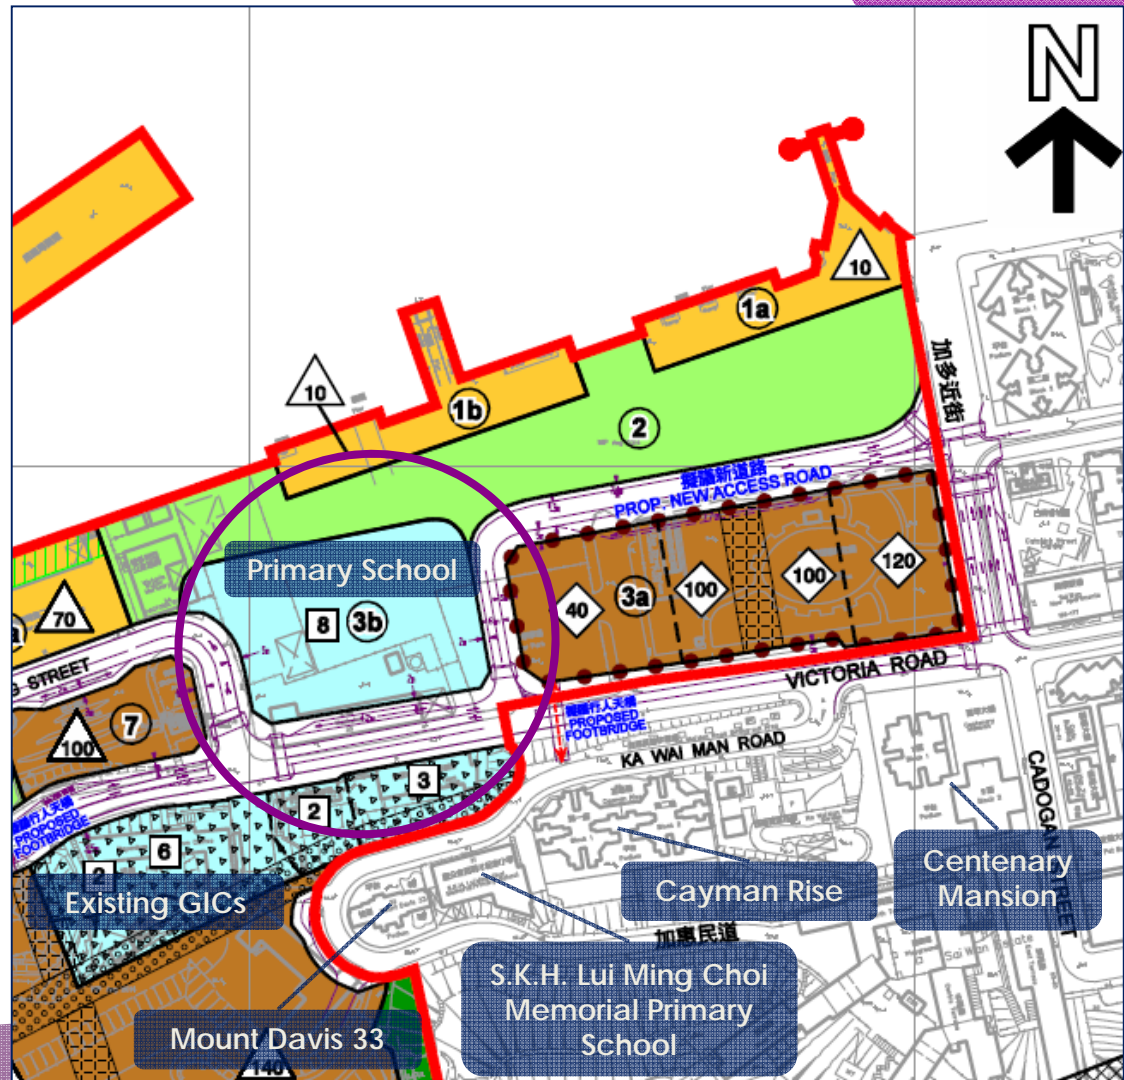 N
10
1a
10
1b
2
加多近街
擬議新道路
PROP. NEW ACCESS ROAD
Primary School
8
3b
40
3a
100
100
120
70
G STREET
VICTORIA ROAD
7
100
擬議行人天橋
PROPOSED
FOOTBRIDGE
KA WAI MAN ROAD
3
2
擬議行人天橋
PROPOSED
FOOTBRIDGE
6
2
CADOGAN STREET
Centenary
Mansion
Existing GICs
Cayman Rise
加惠民道
Sai Wan Estate
S.K.H. Lui Ming Choi
Memorial Primary
School
Mount Davis 33
140